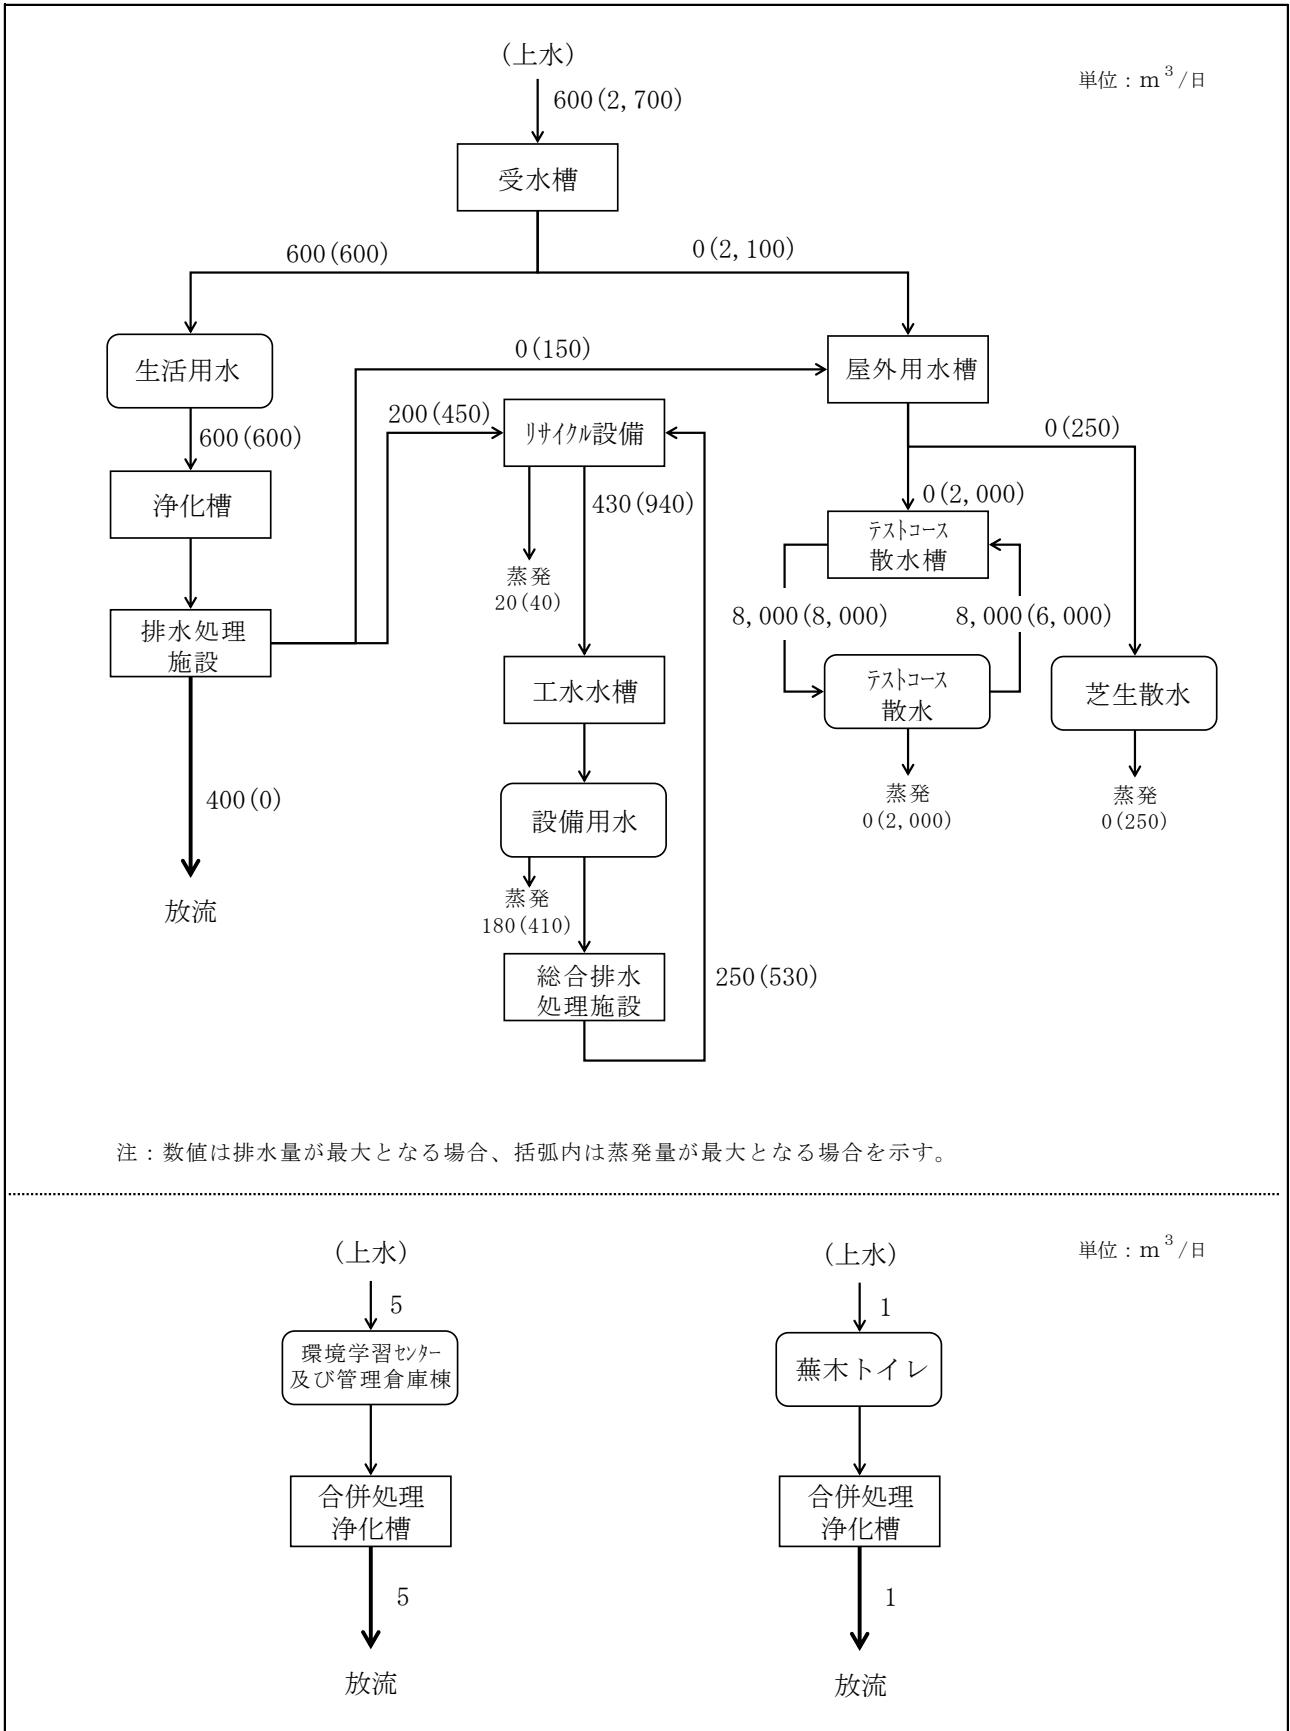 (上水)
単位：m³/日
600(2,700)
受水槽
600(600)
0(2,100)
生活用水
0(150)
屋外用水槽
200(450)
リサイクル設備
0(250)
600(600)
浄化槽
430(940)
0(2,000)
テストコース
散水槽
蒸発
20(40)
8,000(8,000)
8,000(6,000)
排水処理
施設
工水水槽
テストコース
散水
芝生散水
400(0)
設備用水
蒸発
0(2,000)
蒸発
0(250)
放流
蒸発
180(410)
総合排水
処理施設
250(530)
注：数値は排水量が最大となる場合、括弧内は蒸発量が最大となる場合を示す。
(上水)
(上水)
単位：m³/日
5
1
環境学習センター
及び管理倉庫棟
蕪木トイレ
合併処理
浄化槽
合併処理
浄化槽
5
1
放流
放流